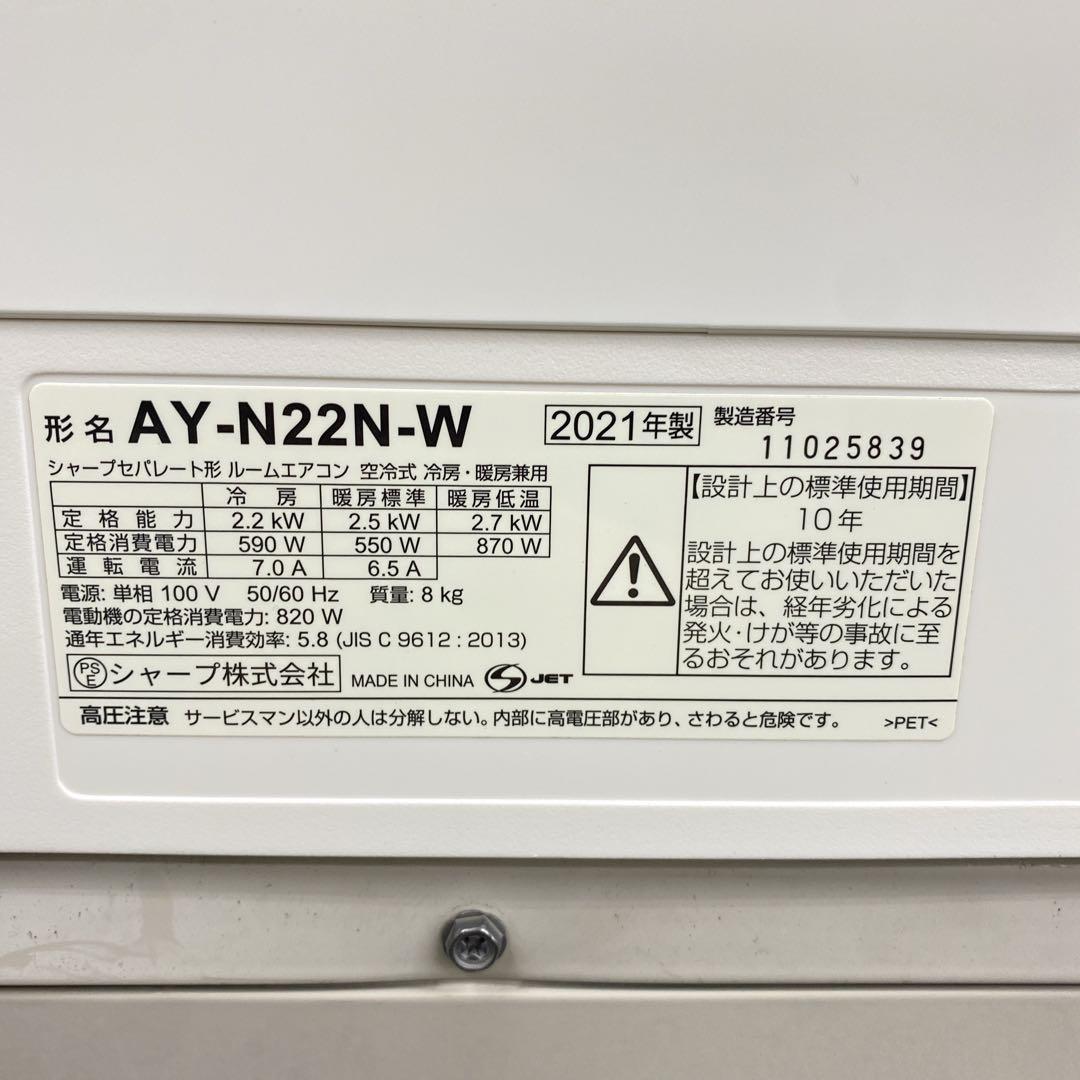 形名 AY-N22N-W 2021年製 製造番号 11025839
シャープセパレート形 ルームエアコン 空冷式 冷房・暖房兼用
冷房 暖房標準 暖房低温
定格能力 2.2 kW 2.5 kW 2.7 kW
定格消費電力 590 W 550 W 870 W
運転電流 7.0 A 6.5 A
電源: 単相 100 V 50/60 Hz 質量: 8 kg
電動機の定格消費電力: 820 W
通年エネルギー消費効率: 5.8 (JIS C 9612 : 2013)
PSE シャープ株式会社 MADE IN CHINA S JET
【設計上の標準使用期間】
10年
設計上の標準使用期間を
超えてお使いいただいた
場合は、経年劣化による
発火・けが等の事故に至
るおそれがあります。
高圧注意 サービスマン以外の人は分解しない。内部に高電圧部があり、さわると危険です。 >PET<